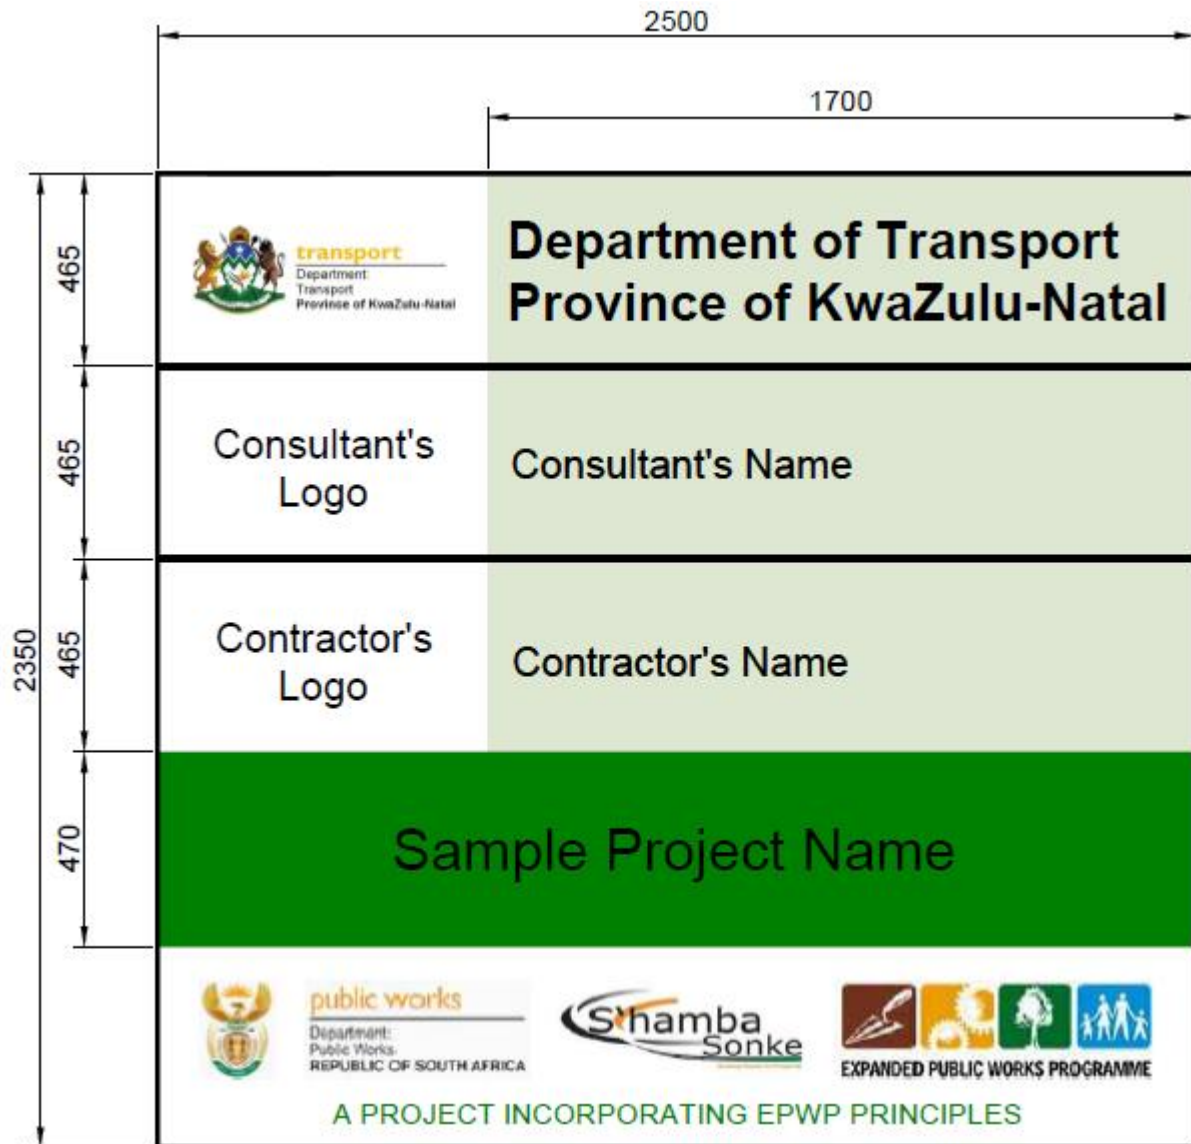 2500
1700
2350
465
transport
Department
Transport
Province of KwaZulu-Natal
Department of Transport
Province of KwaZulu-Natal
465
Consultant's
Logo
Consultant's Name
465
Contractor's
Logo
Contractor's Name
470
Sample Project Name
public works
Department:
Public Works
REPUBLIC OF SOUTH AFRICA
S'hamba
Sonke
EXPANDED PUBLIC WORKS PROGRAMME
A PROJECT INCORPORATING EPWP PRINCIPLES